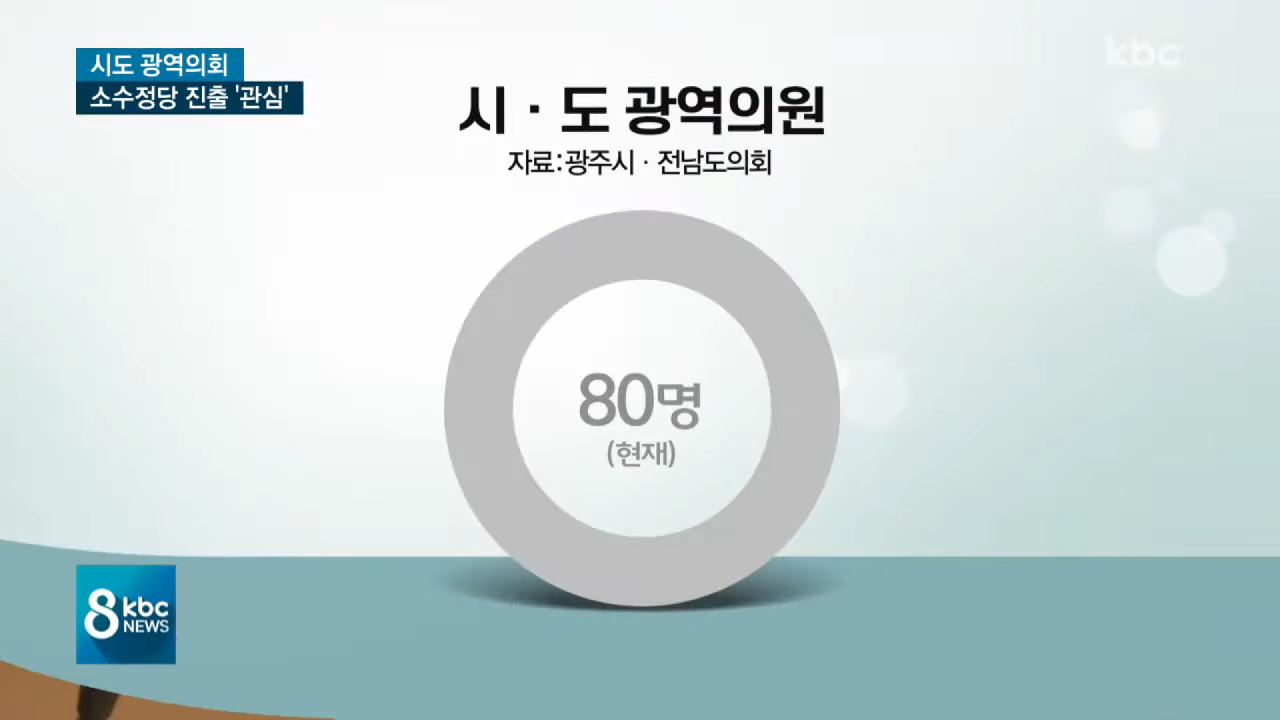 시도 광역의회
소수정당 진출 '관심'
kbc
시·도 광역의원
자료:광주시·전남도의회
80명
(현재)
8 kbc
NEWS